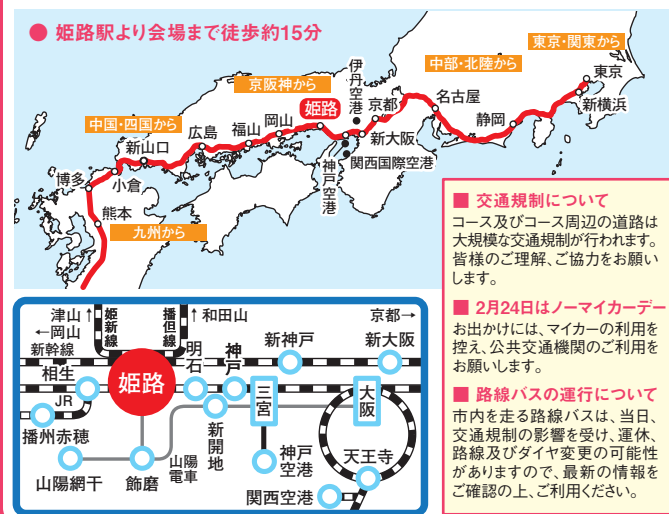 ● 姫路駅より会場まで徒歩約15分
東京・関東から
中部・北陸から
京阪神から
中国・四国から
九州から
東京
新横浜
静岡
名古屋
京都
新大阪
伊丹空港
関西国際空港
神戸空港
姫路
岡山
福山
広島
新山口
小倉
博多
熊本
津山↑
←岡山
姫新線
播但線
↑和田山
京都→
新幹線
相生
JR
姫路
明石
神戸
新神戸
新大阪
三宮
大阪
播州赤穂
新開地
神戸空港
天王寺
山陽網干
飾磨
山陽電車
関西空港
■ 交通規制について
コース及びコース周辺の道路は
大規模な交通規制が行われます。
皆様のご理解、ご協力をお願い
します。
■ 2月24日はノーマイカーデー
お出かけには、マイカーの利用を
控え、公共交通機関のご利用を
お願いします。
■ 路線バスの運行について
市内を走る路線バスは、当日、
交通規制の影響を受け、運休、
路線及びダイヤ変更の可能性
がありますので、最新の情報を
ご確認の上、ご利用ください。